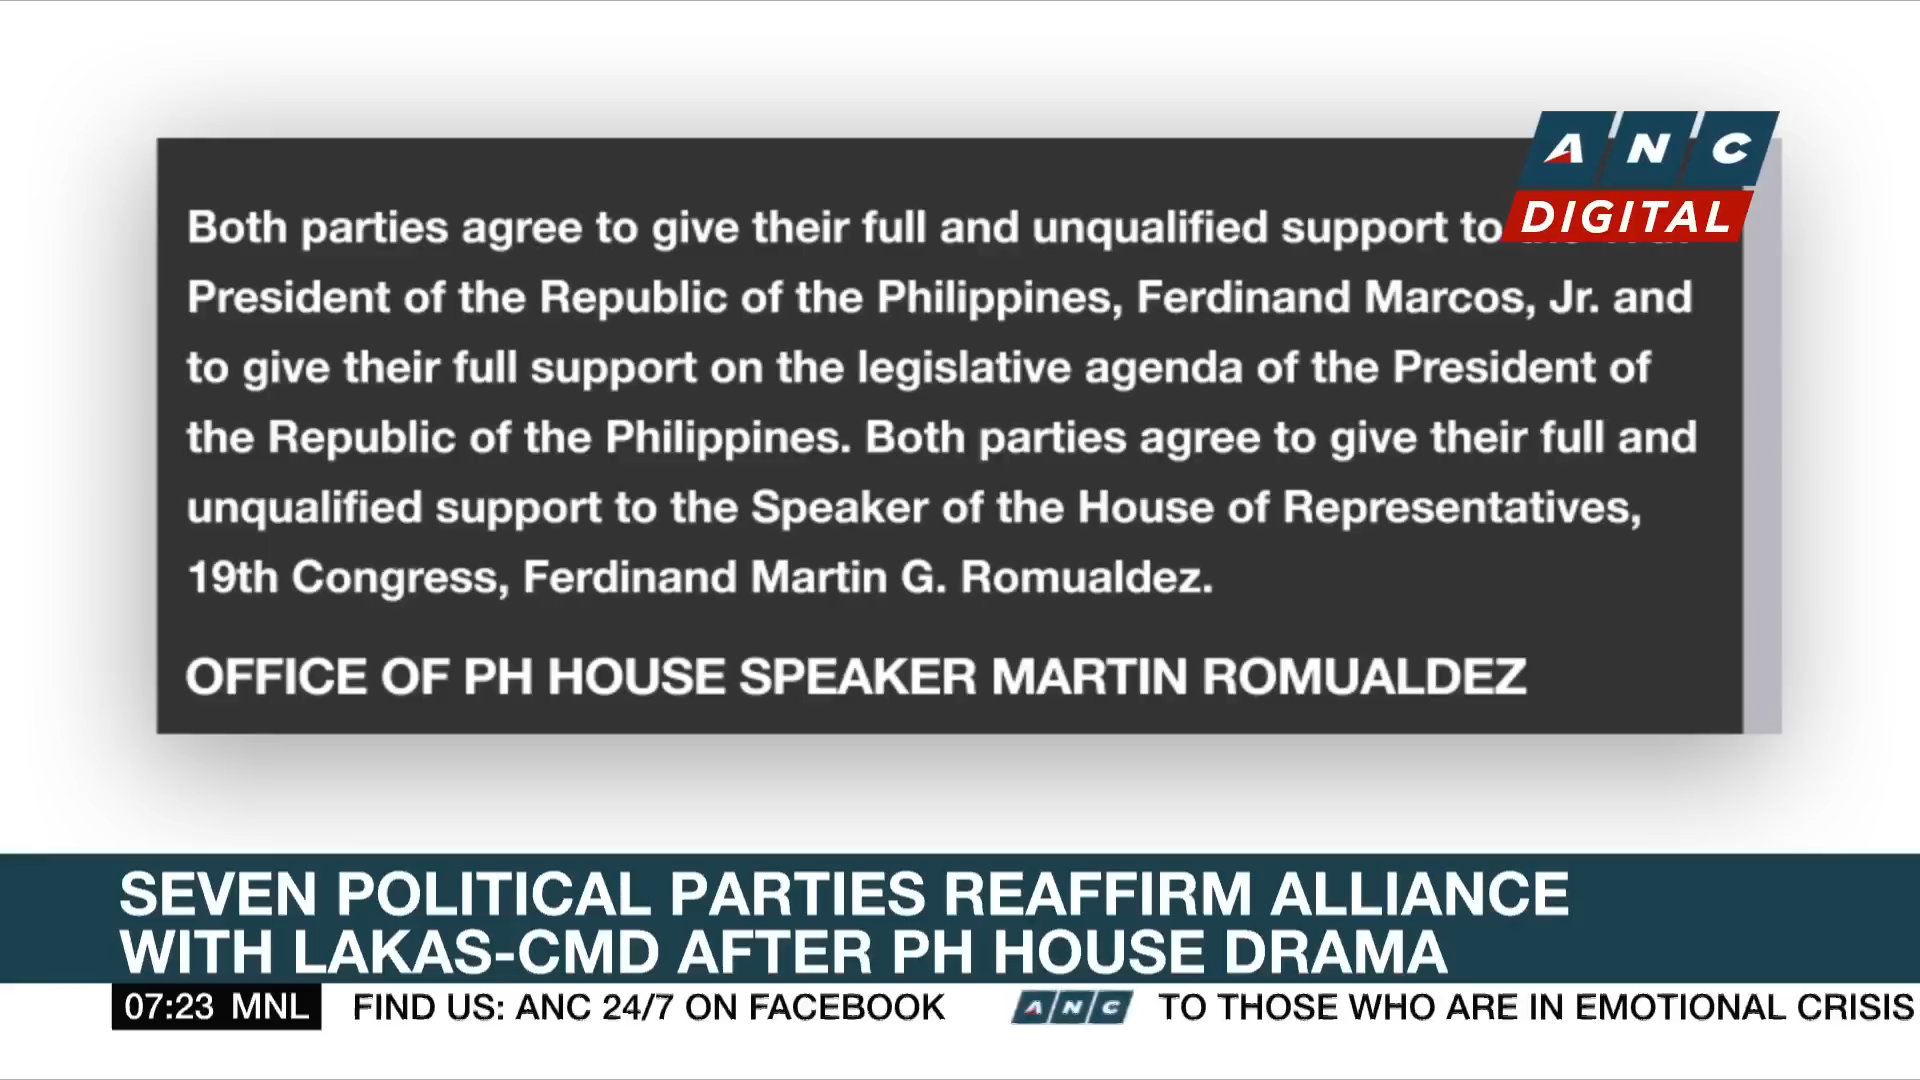 ANC
DIGITAL
Both parties agree to give their full and unqualified support to
President of the Republic of the Philippines, Ferdinand Marcos, Jr. and
to give their full support on the legislative agenda of the President of
the Republic of the Philippines. Both parties agree to give their full and
unqualified support to the Speaker of the House of Representatives,
19th Congress, Ferdinand Martin G. Romualdez.
OFFICE OF PH HOUSE SPEAKER MARTIN ROMUALDEZ
SEVEN POLITICAL PARTIES REAFFIRM ALLIANCE
WITH LAKAS-CMD AFTER PH HOUSE DRAMA
07:23 MNL FIND US: ANC 24/7 ON FACEBOOK ANC TO THOSE WHO ARE IN EMOTIONAL CRISIS